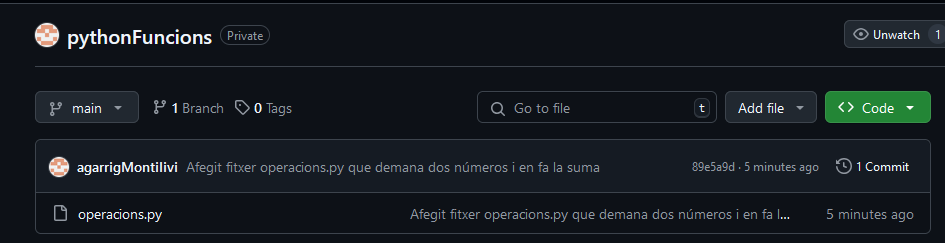 pythonFuncions Private Unwatch 1
main 1 Branch 0 Tags Go to file t Add file Code
agarrigMontilivi Afegit fitxer operacions.py que demana dos números i en fa la suma 89e5a9d · 5 minutes ago 1 Commit
operacions.py Afegit fitxer operacions.py que demana dos números i en fa l... 5 minutes ago